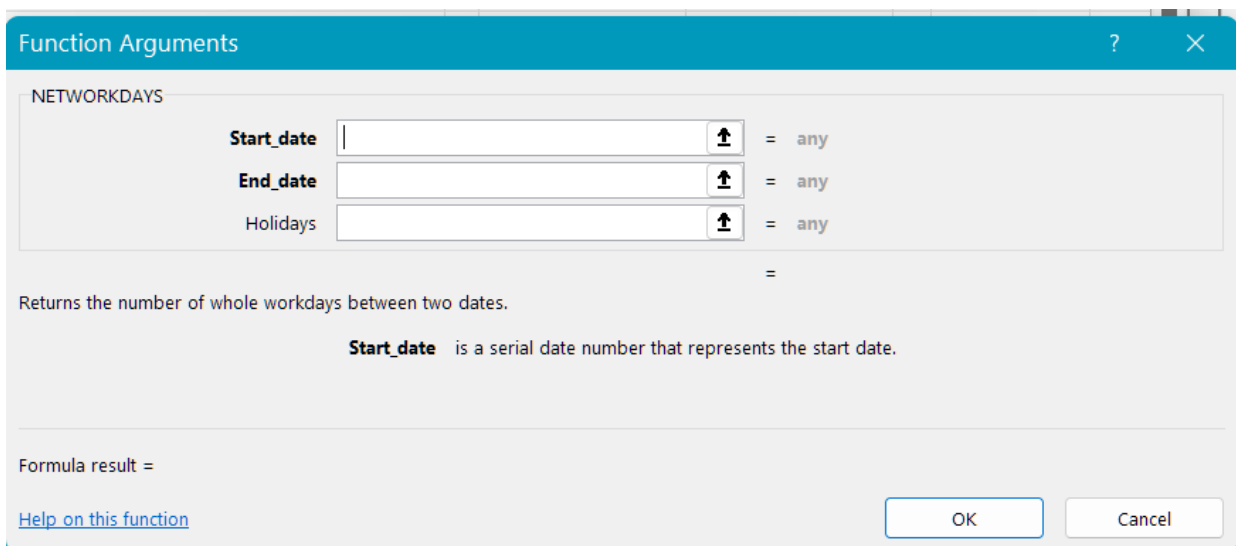 Function Arguments ? ×
NETWORKDAYS
Start_date = any
End_date = any
Holidays = any
=
Returns the number of whole workdays between two dates.
Start_date is a serial date number that represents the start date.
Formula result =
Help on this function OK Cancel